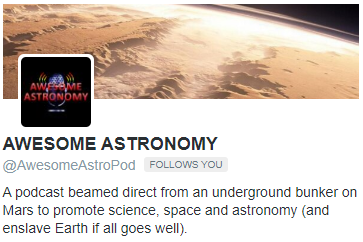 AWESOME
ASTRONOMY
AWESOME ASTRONOMY
@AwesomeAstroPod FOLLOWS YOU
A podcast beamed direct from an underground bunker on
Mars to promote science, space and astronomy (and
enslave Earth if all goes well).